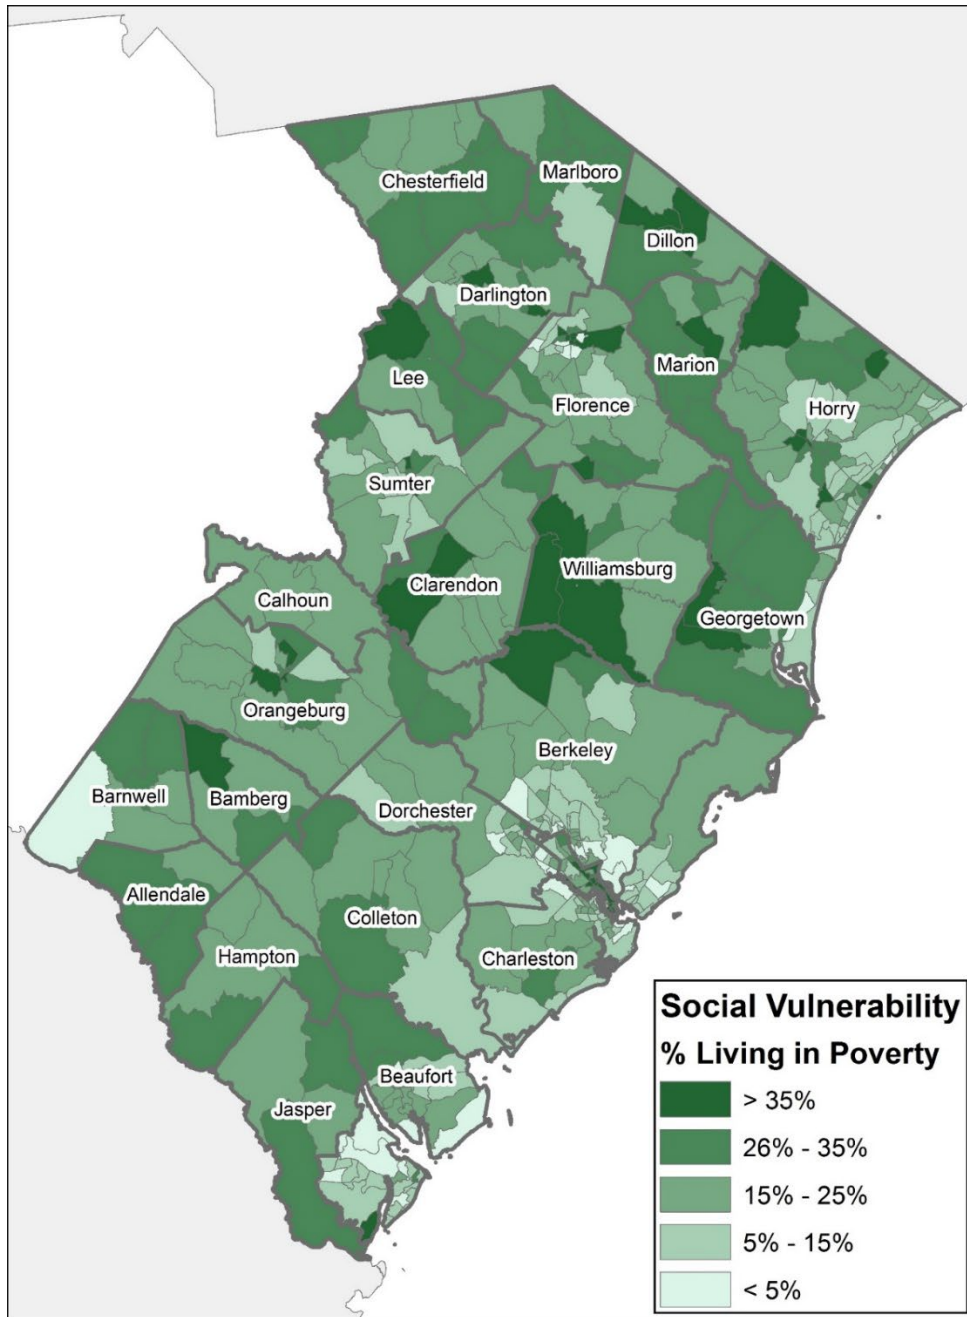 Chesterfield
Marlboro
Dillon
Darlington
Lee
Florence
Marion
Horry
Sumter
Clarendon
Williamsburg
Georgetown
Calhoun
Orangeburg
Berkeley
Barnwell
Bamberg
Dorchester
Allendale
Colleton
Hampton
Charleston
Beaufort
Jasper
Social Vulnerability
% Living in Poverty
> 35%
26% - 35%
15% - 25%
5% - 15%
< 5%